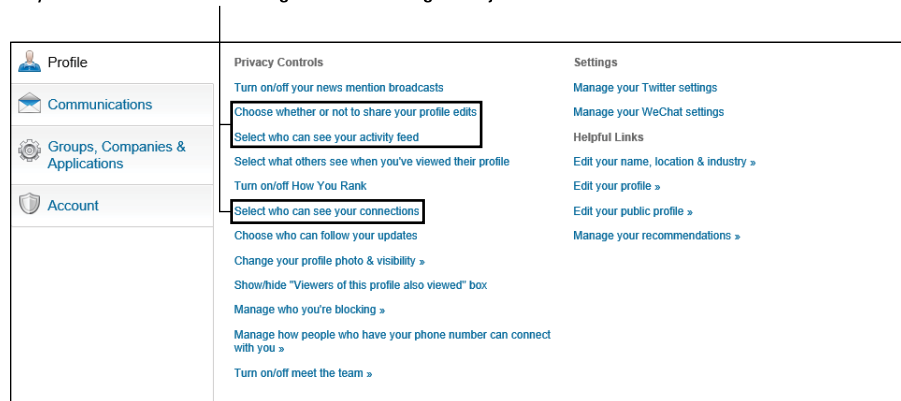 Profile
Communications
Groups, Companies &
Applications
Account
Privacy Controls
Turn on/off your news mention broadcasts
Choose whether or not to share your profile edits
Select who can see your activity feed
Select what others see when you've viewed their profile
Turn on/off How You Rank
Select who can see your connections
Choose who can follow your updates
Change your profile photo & visibility »
Show/hide "Viewers of this profile also viewed" box
Manage who you're blocking »
Manage how people who have your phone number can connect
with you »
Turn on/off meet the team »
Settings
Manage your Twitter settings
Manage your WeChat settings
Helpful Links
Edit your name, location & industry »
Edit your profile »
Edit your public profile »
Manage your recommendations »